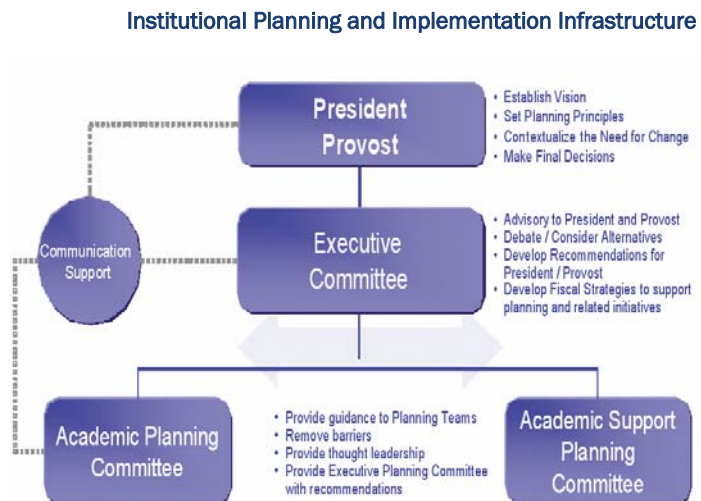 Institutional Planning and Implementation Infrastructure
President
Provost
• Establish Vision
• Set Planning Principles
• Contextualize the Need for Change
• Make Final Decisions
Communication
Support
Executive
Committee
• Advisory to President and Provost
• Debate / Consider Alternatives
• Develop Recommendations for
President / Provost
• Develop Fiscal Strategies to support
planning and related initiatives
Academic Planning
Committee
• Provide guidance to Planning Teams
• Remove barriers
• Provide thought leadership
• Provide Executive Planning Committee
with recommendations
Academic Support
Planning
Committee